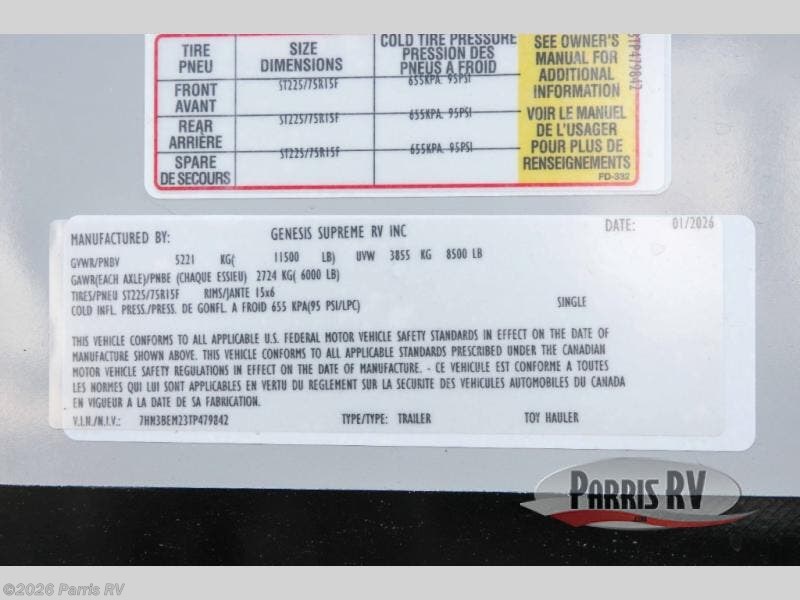 TIRE SIZE COLD TIRE PRESSURE SEE OWNER'S
PNEU DIMENSIONS PRESSION DES MANUAL FOR
PNEUS A FROID ADDITIONAL
FRONT ST225/75R15F 655KPA. 95PSI INFORMATION
AVANT
REAR ST225/75R15F 655KPA. 95PSI VOIR LE MANUEL
ARRIÈRE DE L'USAGER
SPARE ST225/75R15F 655KPA. 95PSI POUR PLUS DE
DE SECOURS RENSEIGNEMENTS
FD-332
TP479842
MANUFACTURED BY: GENESIS SUPREME RV INC DATE: 01/2026
GVWR/PNBV 5221 KG( 11500 LB) UVW 3855 KG 8500 LB
GAWR(EACH AXLE)/PNBE (CHAQUE ESSIEU) 2724 KG( 6000 LB)
TIRES/PNEU ST225/75R15F RIMS/JANTE 15x6
COLD INFL. PRESS./PRESS. DE GONFL. A FROID 655 KPA(95 PSI/LPC) SINGLE
THIS VEHICLE CONFORMS TO ALL APPLICABLE U.S. FEDERAL MOTOR VEHICLE SAFETY STANDARDS IN EFFECT ON THE DATE OF
MANUFACTURE SHOWN ABOVE. THIS VEHICLE CONFORMS TO ALL APPLICABLE STANDARDS PRESCRIBED UNDER THE CANADIAN
MOTOR VEHICLE SAFETY REGULATIONS IN EFFECT ON THE DATE OF MANUFACTURE. - CE VEHICULE EST CONFORME A TOUTES
LES NORMES QUI LUI SONT APPLICABLES EN VERTU DU REGLEMENT SUR LA SECURITE DES VEHICULES AUTOMOBILES DU CANADA
EN VIGUEUR A LA DATE DE SA FABRICATION.
V.I.N./N.I.V.: 7HN3BEM23TP479842 TYPE/TYPE: TRAILER TOY HAULER
PARRIS RV
.COM
©2026 Parris RV